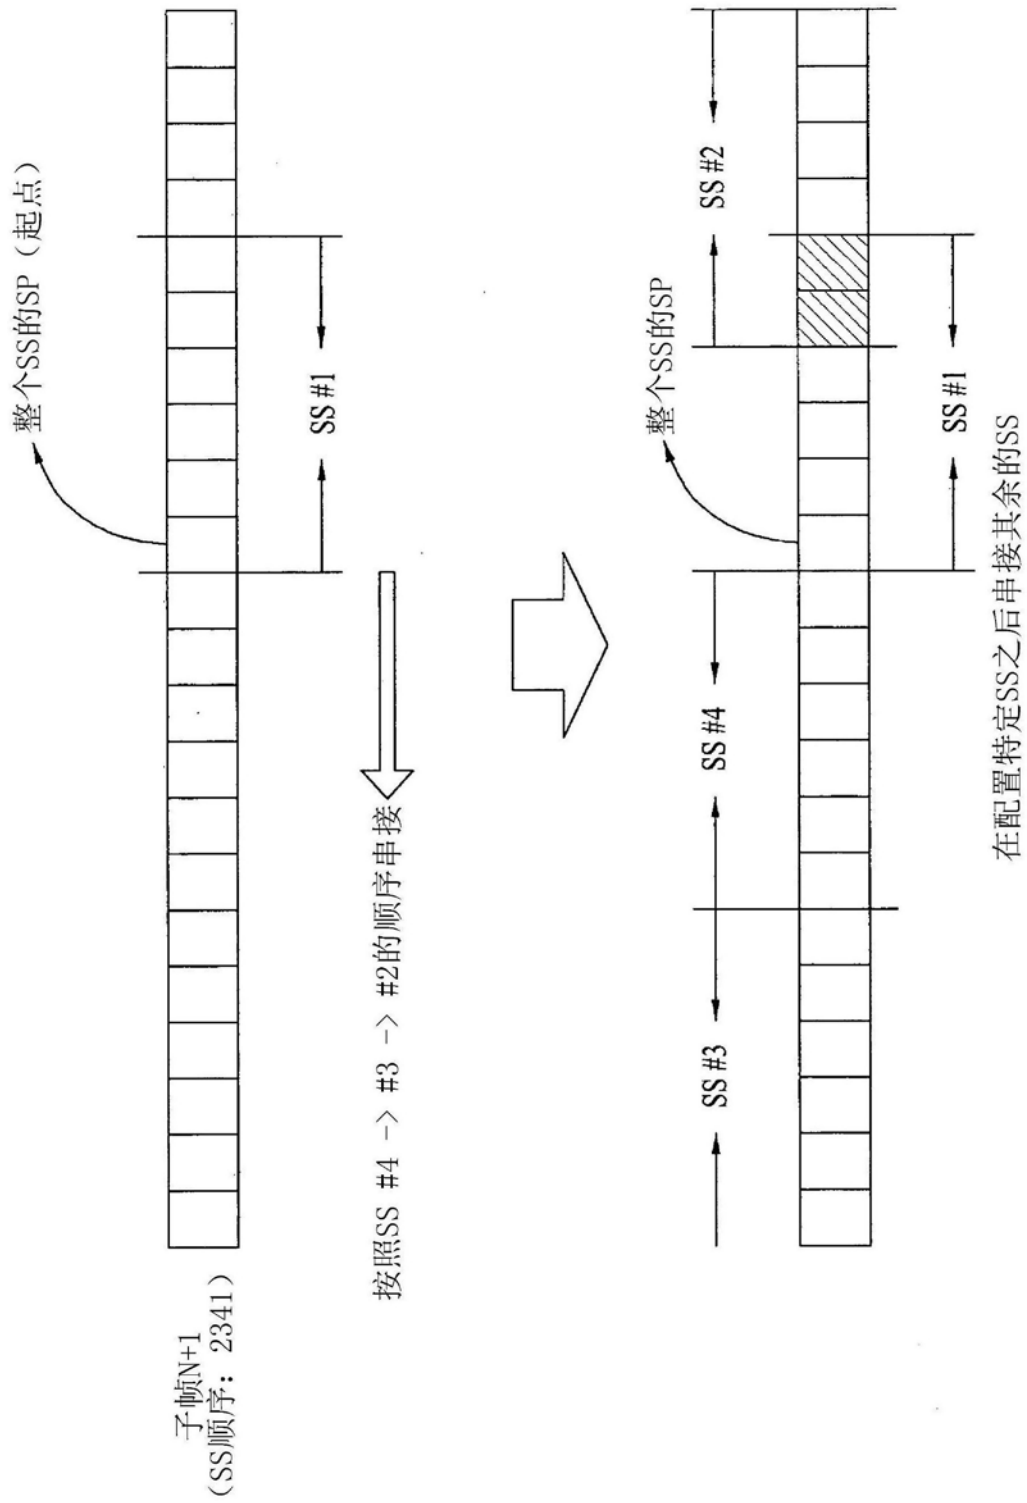 子帧N+1
(SS顺序：2341)
整个SS的SP（起点）
SS #1
按照SS #4 -> #3 -> #2的顺序串接
整个SS的SP
SS #3
SS #4
SS #2
SS #1
在配置特定SS之后串接其余的SS